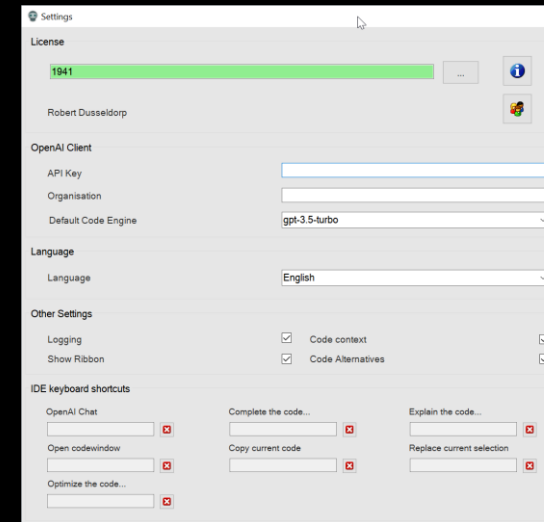 Settings
License
1941
...
Robert Dusseldorp
OpenAI Client
API Key
Organisation
Default Code Engine
gpt-3.5-turbo
Language
Language
English
Other Settings
Logging
Code context
Show Ribbon
Code Alternatives
IDE keyboard shortcuts
OpenAI Chat
Complete the code...
Explain the code...
Open codewindow
Copy current code
Replace current selection
Optimize the code...